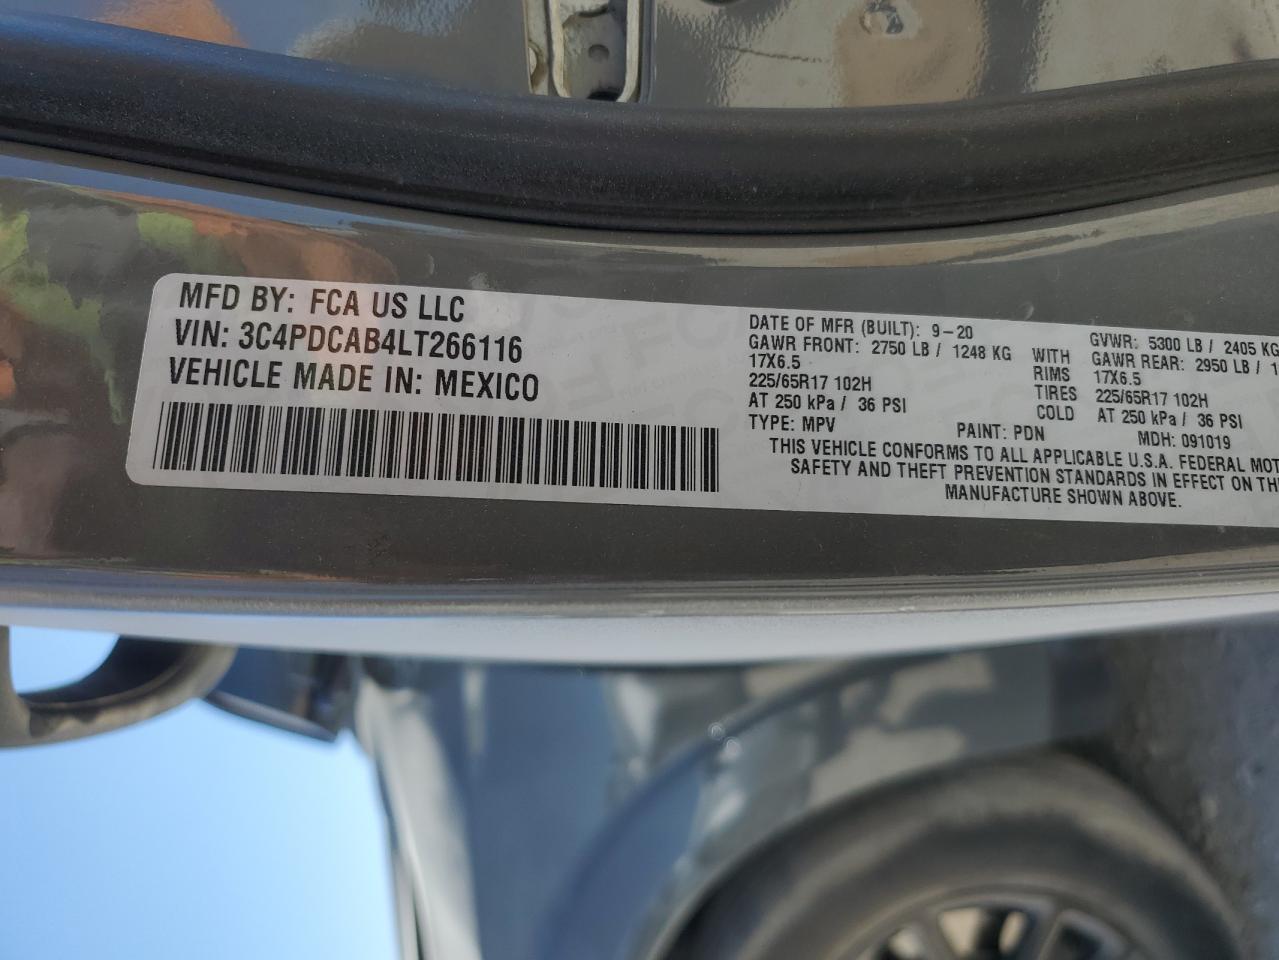 MFD BY: FCA US LLC
VIN: 3C4PDCAB4LT266116
VEHICLE MADE IN: MEXICO
DATE OF MFR (BUILT): 9-20 GVWR: 5300 LB / 2405 KG
GAWR FRONT: 2750 LB / 1248 KG WITH GAWR REAR: 2950 LB /
17X6.5 RIMS 17X6.5
225/65R17 102H TIRES 225/65R17 102H
AT 250 kPa / 36 PSI COLD AT 250 kPa / 36 PSI
TYPE: MPV PAINT: PDN MDH: 091019
THIS VEHICLE CONFORMS TO ALL APPLICABLE U.S.A. FEDERAL
SAFETY AND THEFT PREVENTION STANDARDS IN EFFECT ON
MANUFACTURE SHOWN ABOVE.